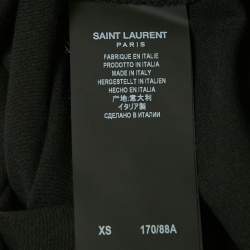 SAINT LAURENT
PARIS
FABRIQUE EN ITALIE
PRODOTTO IN ITALIA
MADE IN ITALY
HERGESTELLT IN ITALIEN
HECHO EN ITALIA
产地:意大利
イタリア製
СДЕЛАНО В ИТАЛИИ
XS 170/88A